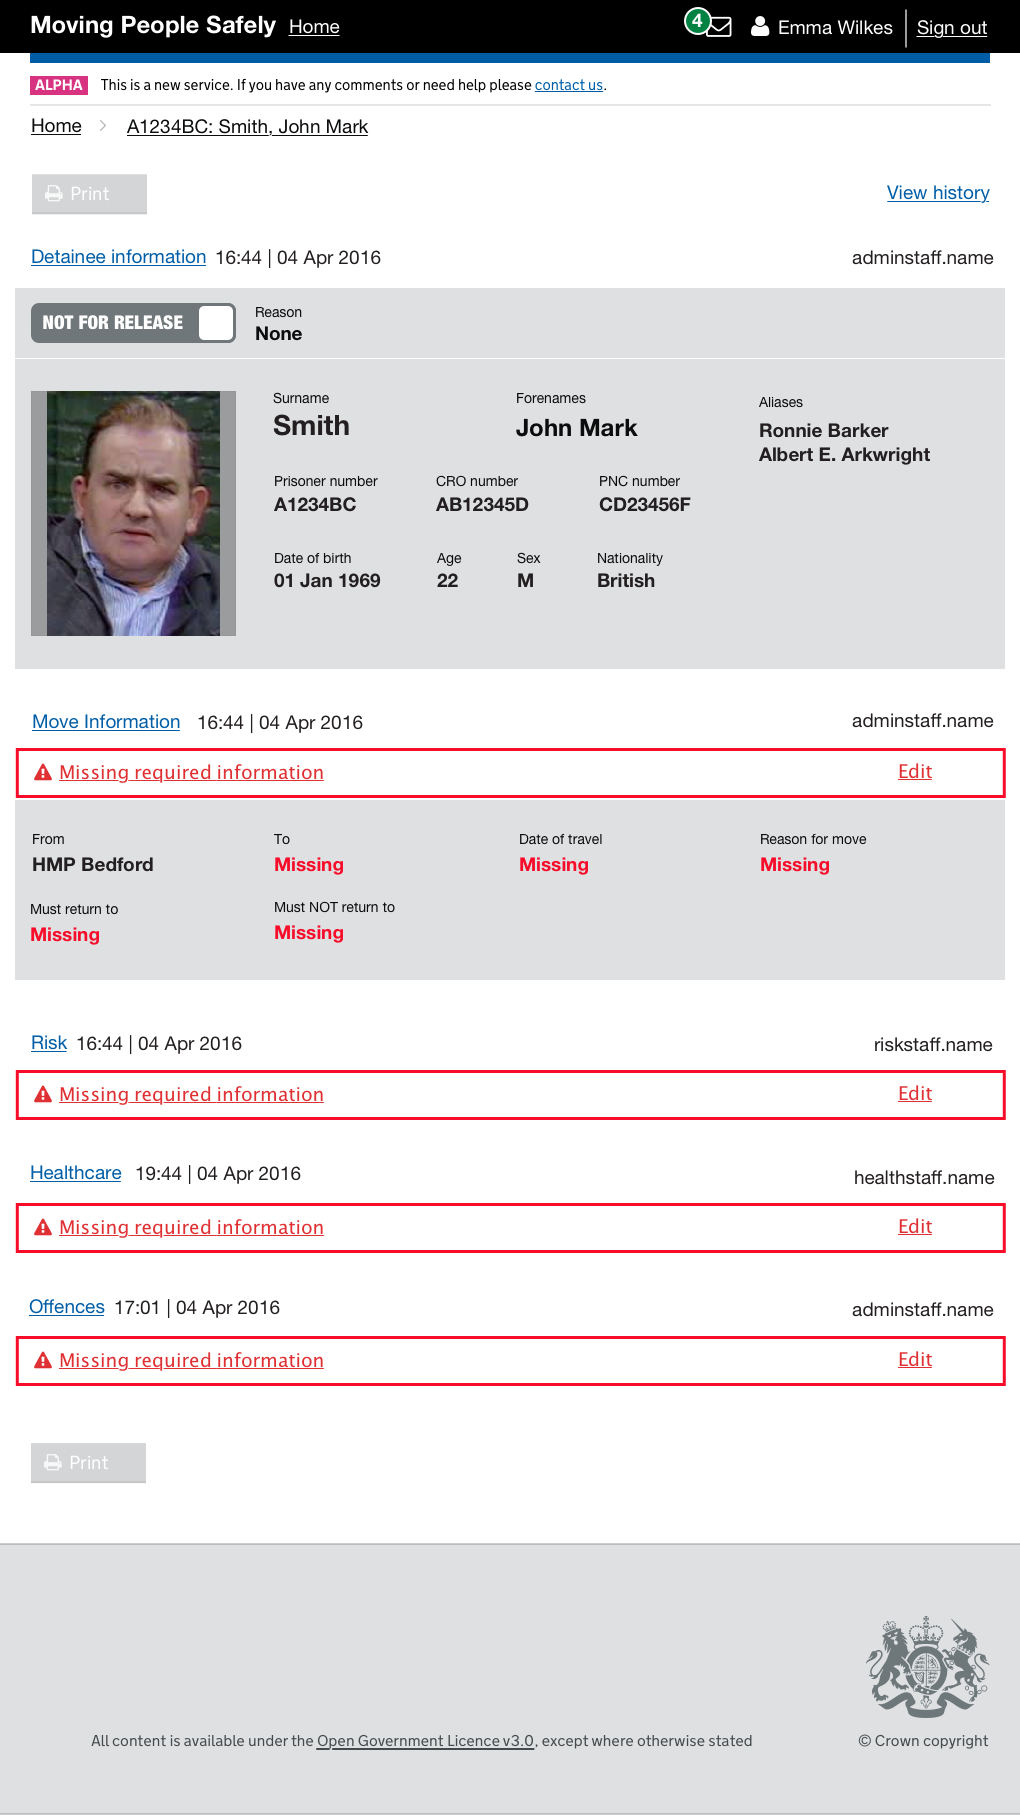 Moving People Safely Home 4 Emma Wilkes Sign out
ALPHA This is a new service. If you have any comments or need help please contact us.
Home A1234BC: Smith, John Mark
Print View history
Detainee information 16:44 | 04 Apr 2016 adminstaff.name
NOT FOR RELEASE
Reason
None
Surname Forenames Aliases
Smith John Mark Ronnie Barker
Albert E. Arkwright
Prisoner number CRO number PNC number
A1234BC AB12345D CD23456F
Date of birth Age Sex Nationality
01 Jan 1969 22 M British
Move Information 16:44 | 04 Apr 2016 adminstaff.name
Missing required information Edit
From To Date of travel Reason for move
HMP Bedford Missing Missing Missing
Must return to Must NOT return to
Missing Missing
Risk 16:44 | 04 Apr 2016 riskstaff.name
Missing required information Edit
Healthcare 19:44 | 04 Apr 2016 healthstaff.name
Missing required information Edit
Offences 17:01 | 04 Apr 2016 adminstaff.name
Missing required information Edit
Print
All content is available under the Open Government Licence v3.0, except where otherwise stated © Crown copyright